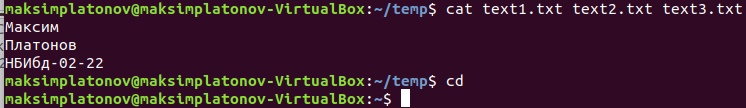 maksimplatonov@maksimplatonov-VirtualBox:~/temp$ cat text1.txt text2.txt text3.txt
Максим
Платонов
НБИбд-02-22
maksimplatonov@maksimplatonov-VirtualBox:~/temp$ cd
maksimplatonov@maksimplatonov-VirtualBox:~$